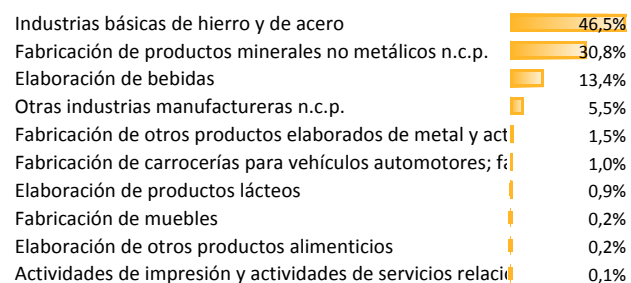 Industrias básicas de hierro y de acero 46,5%
Fabricación de productos minerales no metálicos n.c.p. 30,8%
Elaboración de bebidas 13,4%
Otras industrias manufactureras n.c.p. 5,5%
Fabricación de otros productos elaborados de metal y act 1,5%
Fabricación de carrocerías para vehículos automotores; fa 1,0%
Elaboración de productos lácteos 0,9%
Fabricación de muebles 0,2%
Elaboración de otros productos alimenticios 0,2%
Actividades de impresión y actividades de servicios relacio 0,1%